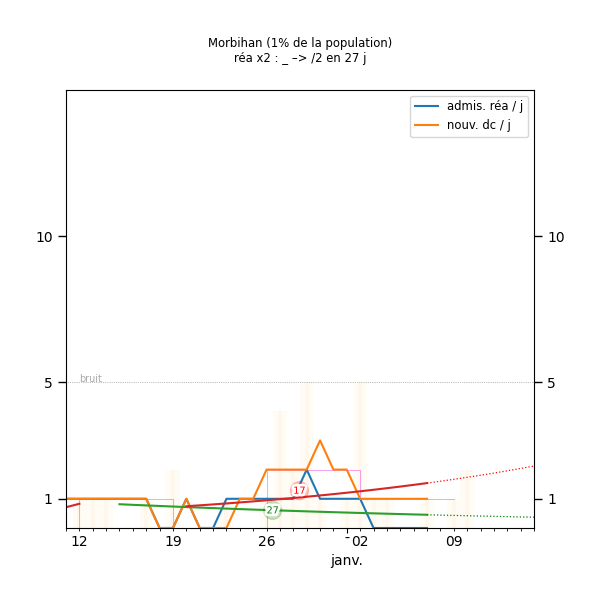 Morbihan (1% de la population)
réa x2 : _ –> /2 en 27 j
admis. réa / j
nouv. dc / j
10
10
bruit
5
5
17
27
1
1
12
19
26
02
09
janv.